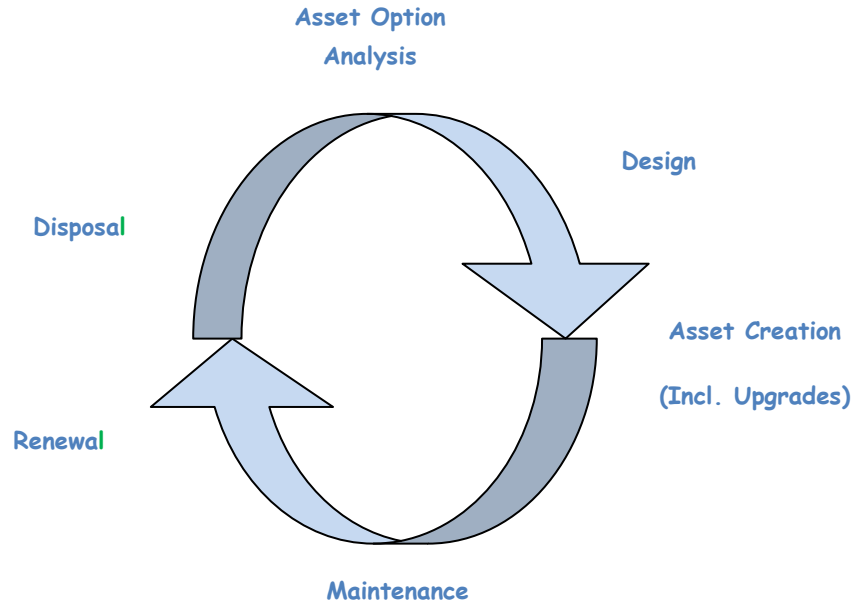 Asset Option
Analysis
Design
Disposal
Asset Creation
(Incl. Upgrades)
Renewal
Maintenance